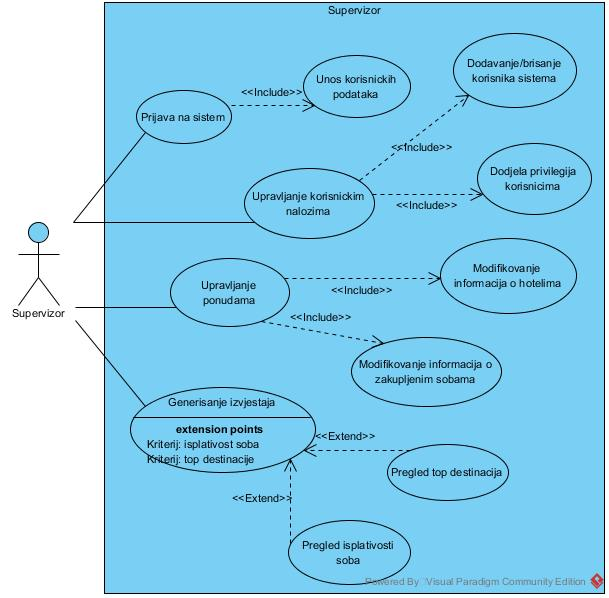 Supervizor
Unos korisnickih
podataka
<<Include>>
Prijava na sistem
Dodavanje/brisanje
korisnika sistema
<<Include>>
Upravljanje korisnickim
nalozima
<<Include>>
Dodjela privilegija
korisnicima
Supervizor
Upravljanje
ponudama
<<Include>>
Modifikovanje
informacija o hotelima
<<Include>>
Modifikovanje informacija o
zakupljenim sobama
Generisanje izvjestaja
extension points
Kriterij: isplativost soba
Kriterij: top destinacije
<<Extend>>
Pregled top destinacija
<<Extend>>
Pregled isplativosti
soba
Powered By Visual Paradigm Community Edition